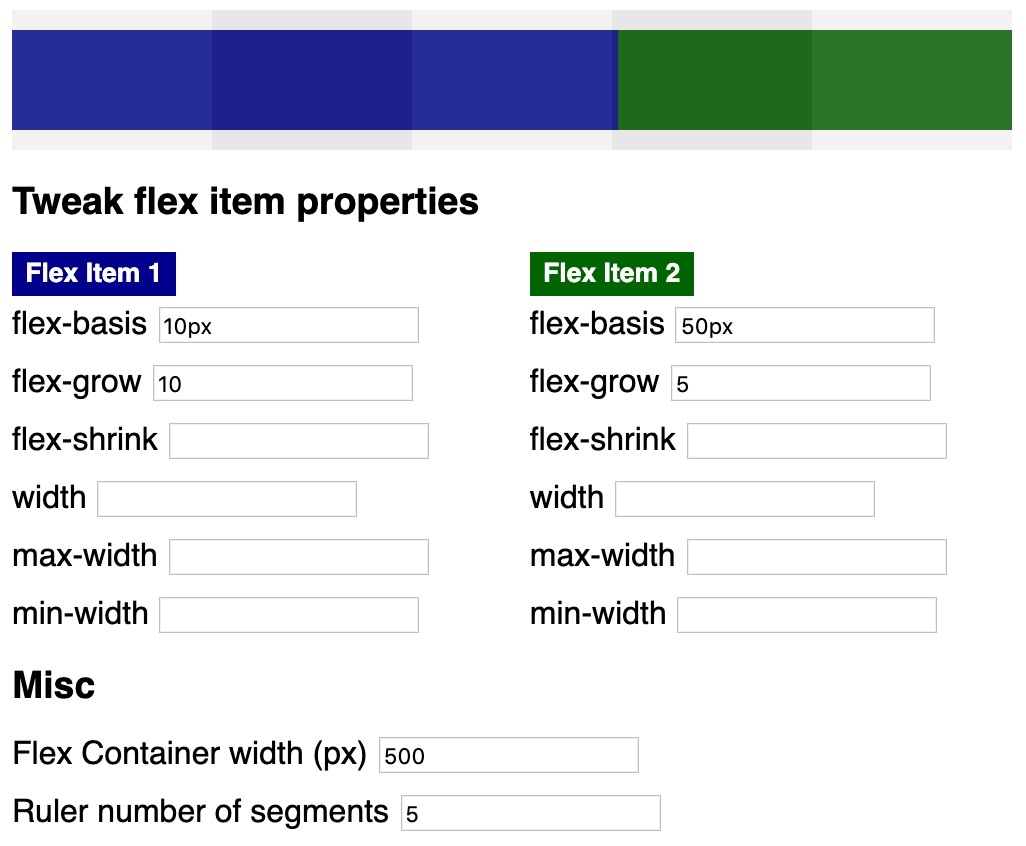 Tweak flex item properties
Flex Item 1
flex-basis 10px
flex-grow 10
flex-shrink
width
max-width
min-width
Flex Item 2
flex-basis 50px
flex-grow 5
flex-shrink
width
max-width
min-width
Misc
Flex Container width (px) 500
Ruler number of segments 5